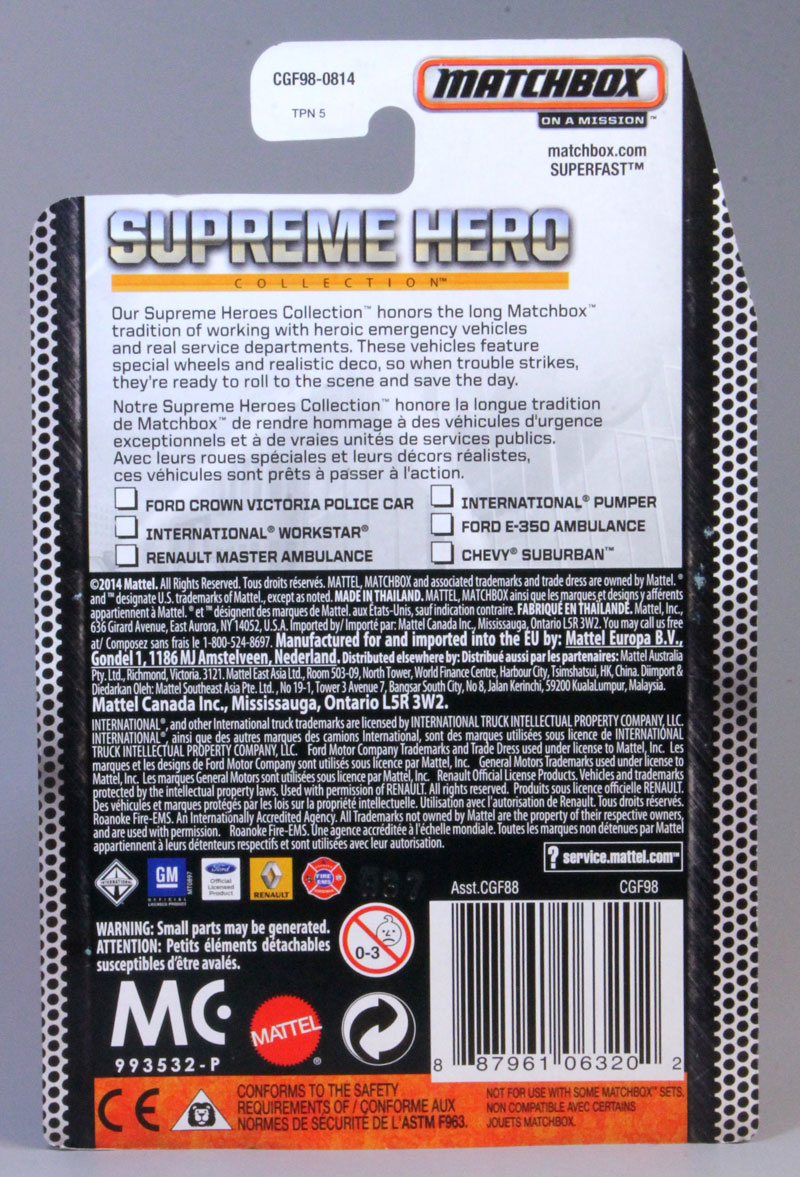 CGF98-0814
TPN 5
MATCHBOX
ON A MISSION™
matchbox.com
SUPERFAST™
SUPREME HERO
COLLECTION™
Our Supreme Heroes Collection™ honors the long Matchbox™
tradition of working with heroic emergency vehicles
and real service departments. These vehicles feature
special wheels and realistic deco, so when trouble strikes,
they're ready to roll to the scene and save the day.
Notre Supreme Heroes Collection™ honore la longue tradition
de Matchbox™ de rendre hommage à des véhicules d'urgence
exceptionnels et à de vraies unités de services publics.
Avec leurs roues spéciales et leurs décors réalistes,
ces véhicules sont prêts à passer à l'action.
FORD CROWN VICTORIA POLICE CAR
INTERNATIONAL® WORKSTAR®
RENAULT MASTER AMBULANCE
INTERNATIONAL® PUMPER
FORD E-350 AMBULANCE
CHEVY® SUBURBAN™
©2014 Mattel. All Rights Reserved. Tous droits réservés. MATTEL, MATCHBOX and associated trademarks and trade dress are owned by Mattel. ®
and ™ designate U.S. trademarks of Mattel, except as noted. MADE IN THAILAND. MATTEL, MATCHBOX ainsi que les marques et designs y afférents
appartiennent à Mattel. ® et ™ désignent des marques de Mattel. aux États-Unis, sauf indication contraire. FABRIQUÉ EN THAÏLANDE. Mattel, Inc.,
636 Girard Avenue, East Aurora, NY 14052, U.S.A. Imported by/ Importé par: Mattel Canada Inc., Mississauga, Ontario L5R 3W2. You may call us free
at/ Composez sans frais le 1-800-524-8697. Manufactured for and imported into the EU by: Mattel Europa B.V.,
Gondel 1, 1186 MJ Amstelveen, Nederland. Distributed elsewhere by: Distribué aussi par les partenaires: Mattel Australia
Pty. Ltd., Richmond, Victoria. 3121. Mattel East Asia Ltd., Room 503-09, North Tower, World Finance Centre, Harbour City, Tsimshatsui, HK, China. Diimport &
Diedarkan Oleh: Mattel Southeast Asia Pte. Ltd., No 19-1, Tower 3 Avenue 7, Bangsar South City, No 8, Jalan Kerinchi, 59200 KualaLumpur, Malaysia.
Mattel Canada Inc., Mississauga, Ontario L5R 3W2.
INTERNATIONAL®, and other International truck trademarks are licensed by INTERNATIONAL TRUCK INTELLECTUAL PROPERTY COMPANY, LLC.
INTERNATIONAL®, ainsi que des autres marques des camions International, sont des marques utilisées sous licence de INTERNATIONAL
TRUCK INTELLECTUAL PROPERTY COMPANY, LLC. Ford Motor Company Trademarks and Trade Dress used under license to Mattel, Inc. Les
marques et les designs de Ford Motor Company sont utilisés sous licence par Mattel, Inc. General Motors Trademarks used under license to
Mattel, Inc. Les marques General Motors sont utilisées sous licence par Mattel, Inc. Renault Official License Products. Vehicles and trademarks
protected by the intellectual property laws. Used with permission of RENAULT. All rights reserved. Produits sous licence officielle RENAULT.
Des véhicules et marques protégés par les lois sur la propriété intellectuelle. Utilisation avec l'autorisation de Renault. Tous droits réservés.
Roanoke Fire-EMS. An Internationally Accredited Agency. All Trademarks not owned by Mattel are the property of their respective owners,
and are used with permission. Roanoke Fire-EMS. Une agence accréditée à l'échelle mondiale. Toutes les marques non détenues par Mattel
appartiennent à leurs détenteurs respectifs et sont utilisées avec leur autorisation.
? service.mattel.com™
INTERNATIONAL
GM
OFFICIAL
LICENSED PRODUCT
Ford
Official
Licensed
Product
RENAULT
FIRE
EMS
Asst.CGF88
CGF98
WARNING: Small parts may be generated.
ATTENTION: Petits éléments détachables
susceptibles d'être avalés.
0-3
MC
993532-P
MATTEL®
8 87961 06320 2
CE
CONFORMS TO THE SAFETY
REQUIREMENTS OF / CONFORME AUX
NORMES DE SÉCURITÉ DE L'ASTM F963.
NOT FOR USE WITH SOME MATCHBOX™ SETS.
NON COMPATIBLE AVEC CERTAINS
JOUETS MATCHBOX.